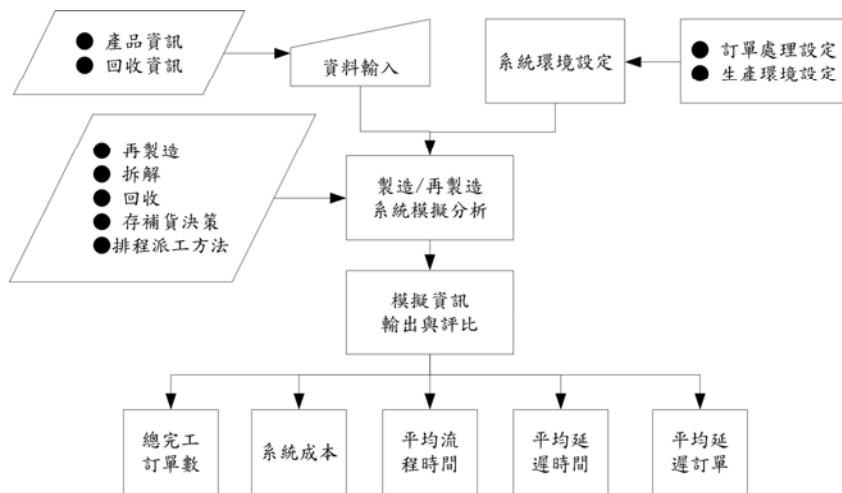 ● 產品資訊
● 回收資訊
資料輸入
系統環境設定
● 訂單處理設定
● 生產環境設定
● 再製造
● 拆解
● 回收
● 存補貨決策
●排程派工方法
製造/再製造
系統模擬分析
模擬資訊
輸出與評比
總完工
訂單數
系統成本
平均流
程時間
平均延
遲時間
平均延
遲訂單